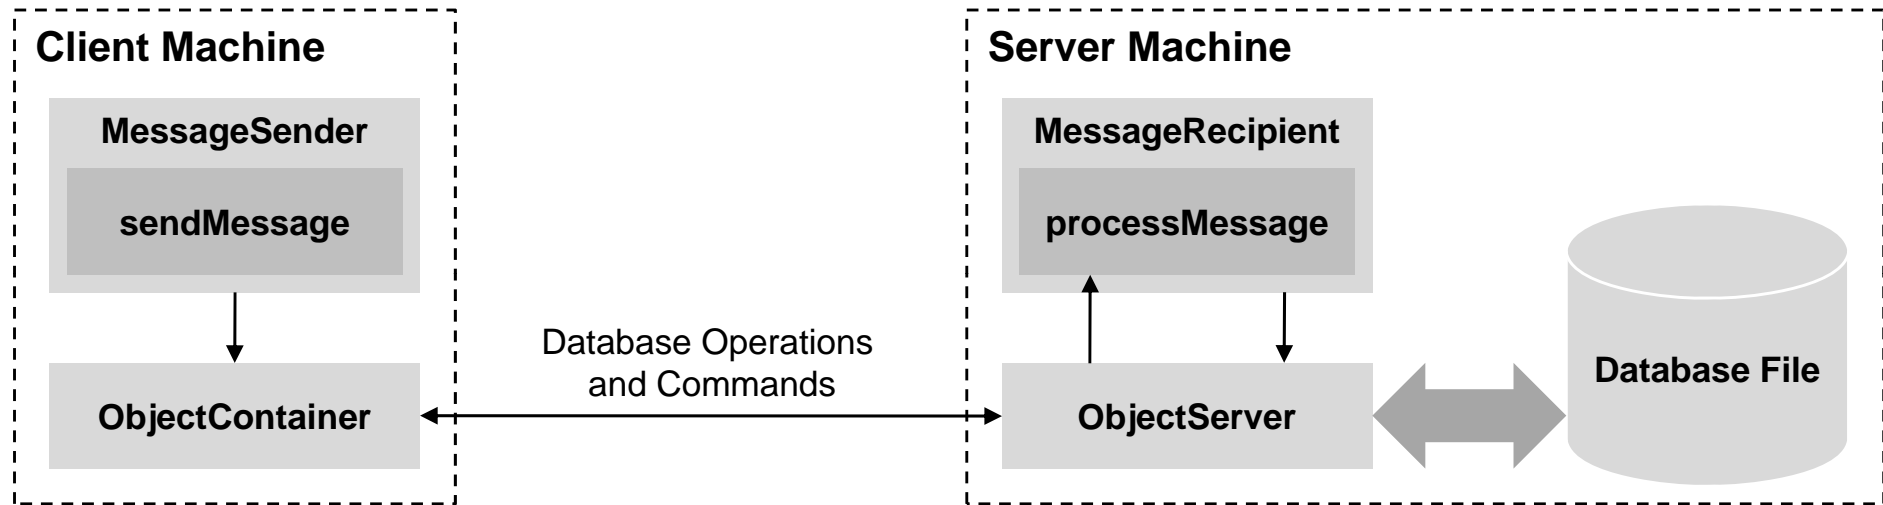 Client Machine
MessageSender
sendMessage
ObjectContainer
Database Operations
and Commands
Server Machine
MessageRecipient
processMessage
ObjectServer
Database File